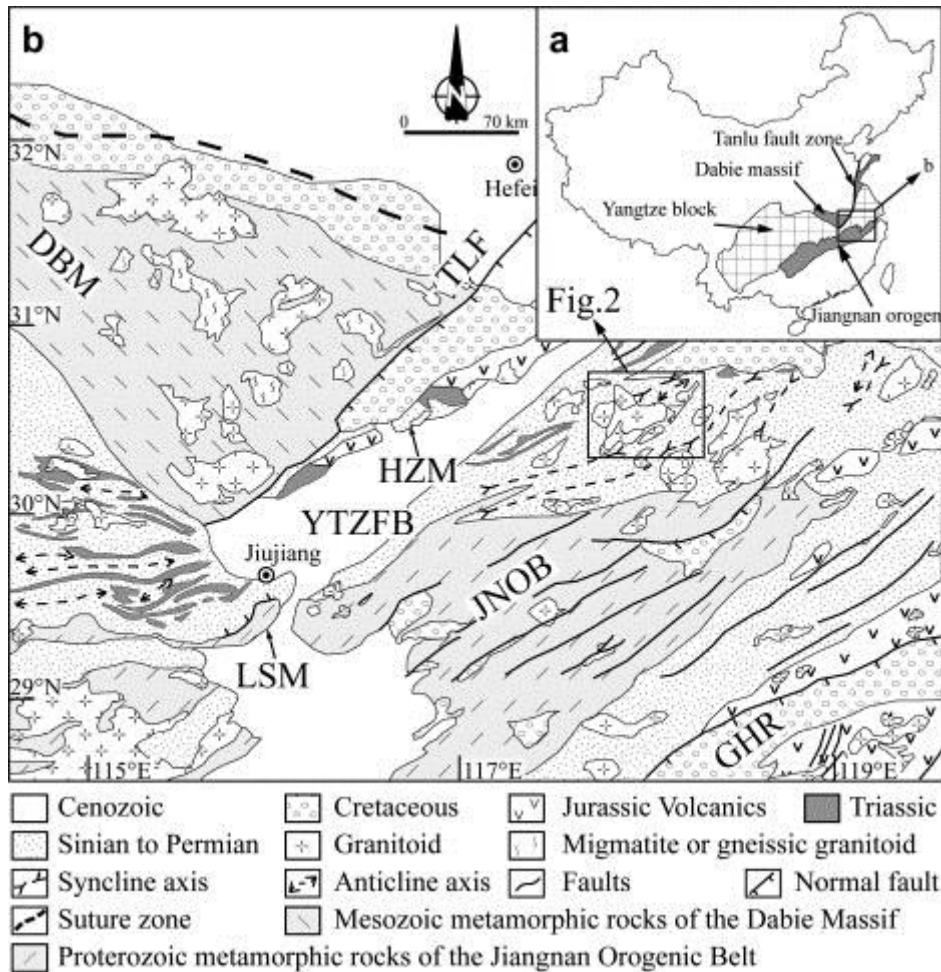 b
0 70 km
N
32°N
Hefei
a
Tanlu fault zone
Dabie massif
b
Yangtze block
Jiangnan orogen
DBM
TLF
31°N
Fig.2
HZM
30°N
YTZFB
Jiujiang
JNOB
LSM
29°N
GHR
115°E 117°E 119°E
Cenozoic Cretaceous Jurassic Volcanics Triassic
Sinian to Permian Granitoid Migmatite or gneissic granitoid
Syncline axis Anticline axis Faults Normal fault
Suture zone Mesozoic metamorphic rocks of the Dabie Massif
Proterozoic metamorphic rocks of the Jiangnan Orogenic Belt